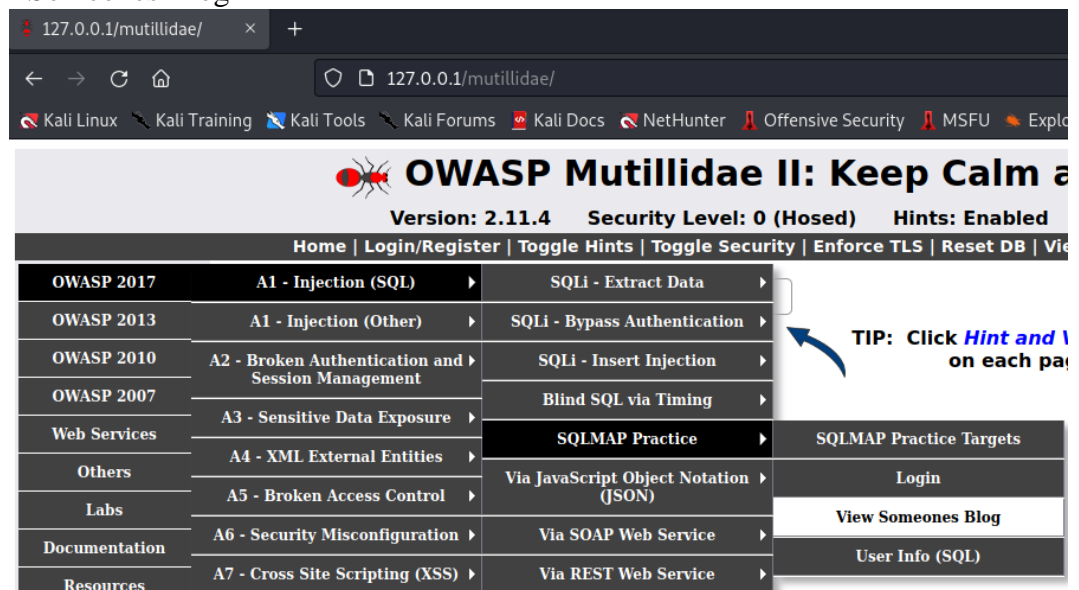 127.0.0.1/mutillidae/ × +
127.0.0.1/mutillidae/
Kali Linux Kali Training Kali Tools Kali Forums Kali Docs NetHunter Offensive Security MSFU
OWASP Mutillidae II: Keep Calm
Version: 2.11.4 Security Level: 0 (Hosed) Hints: Enabled
Home | Login/Register | Toggle Hints | Toggle Security | Enforce TLS | Reset DB |
OWASP 2017
OWASP 2013
OWASP 2010
OWASP 2007
Web Services
Others
Labs
Documentation
Resources
A1 - Injection (SQL)
A1 - Injection (Other)
A2 - Broken Authentication and
Session Management
A3 - Sensitive Data Exposure
A4 - XML External Entities
A5 - Broken Access Control
A6 - Security Misconfiguration
A7 - Cross Site Scripting (XSS)
SQLi - Extract Data
SQLi - Bypass Authentication
SQLi - Insert Injection
Blind SQL via Timing
SQLMAP Practice
Via JavaScript Object Notation
(JSON)
Via SOAP Web Service
Via REST Web Service
SQLMAP Practice Targets
Login
View Someones Blog
User Info (SQL)
TIP: Click Hint and
on each